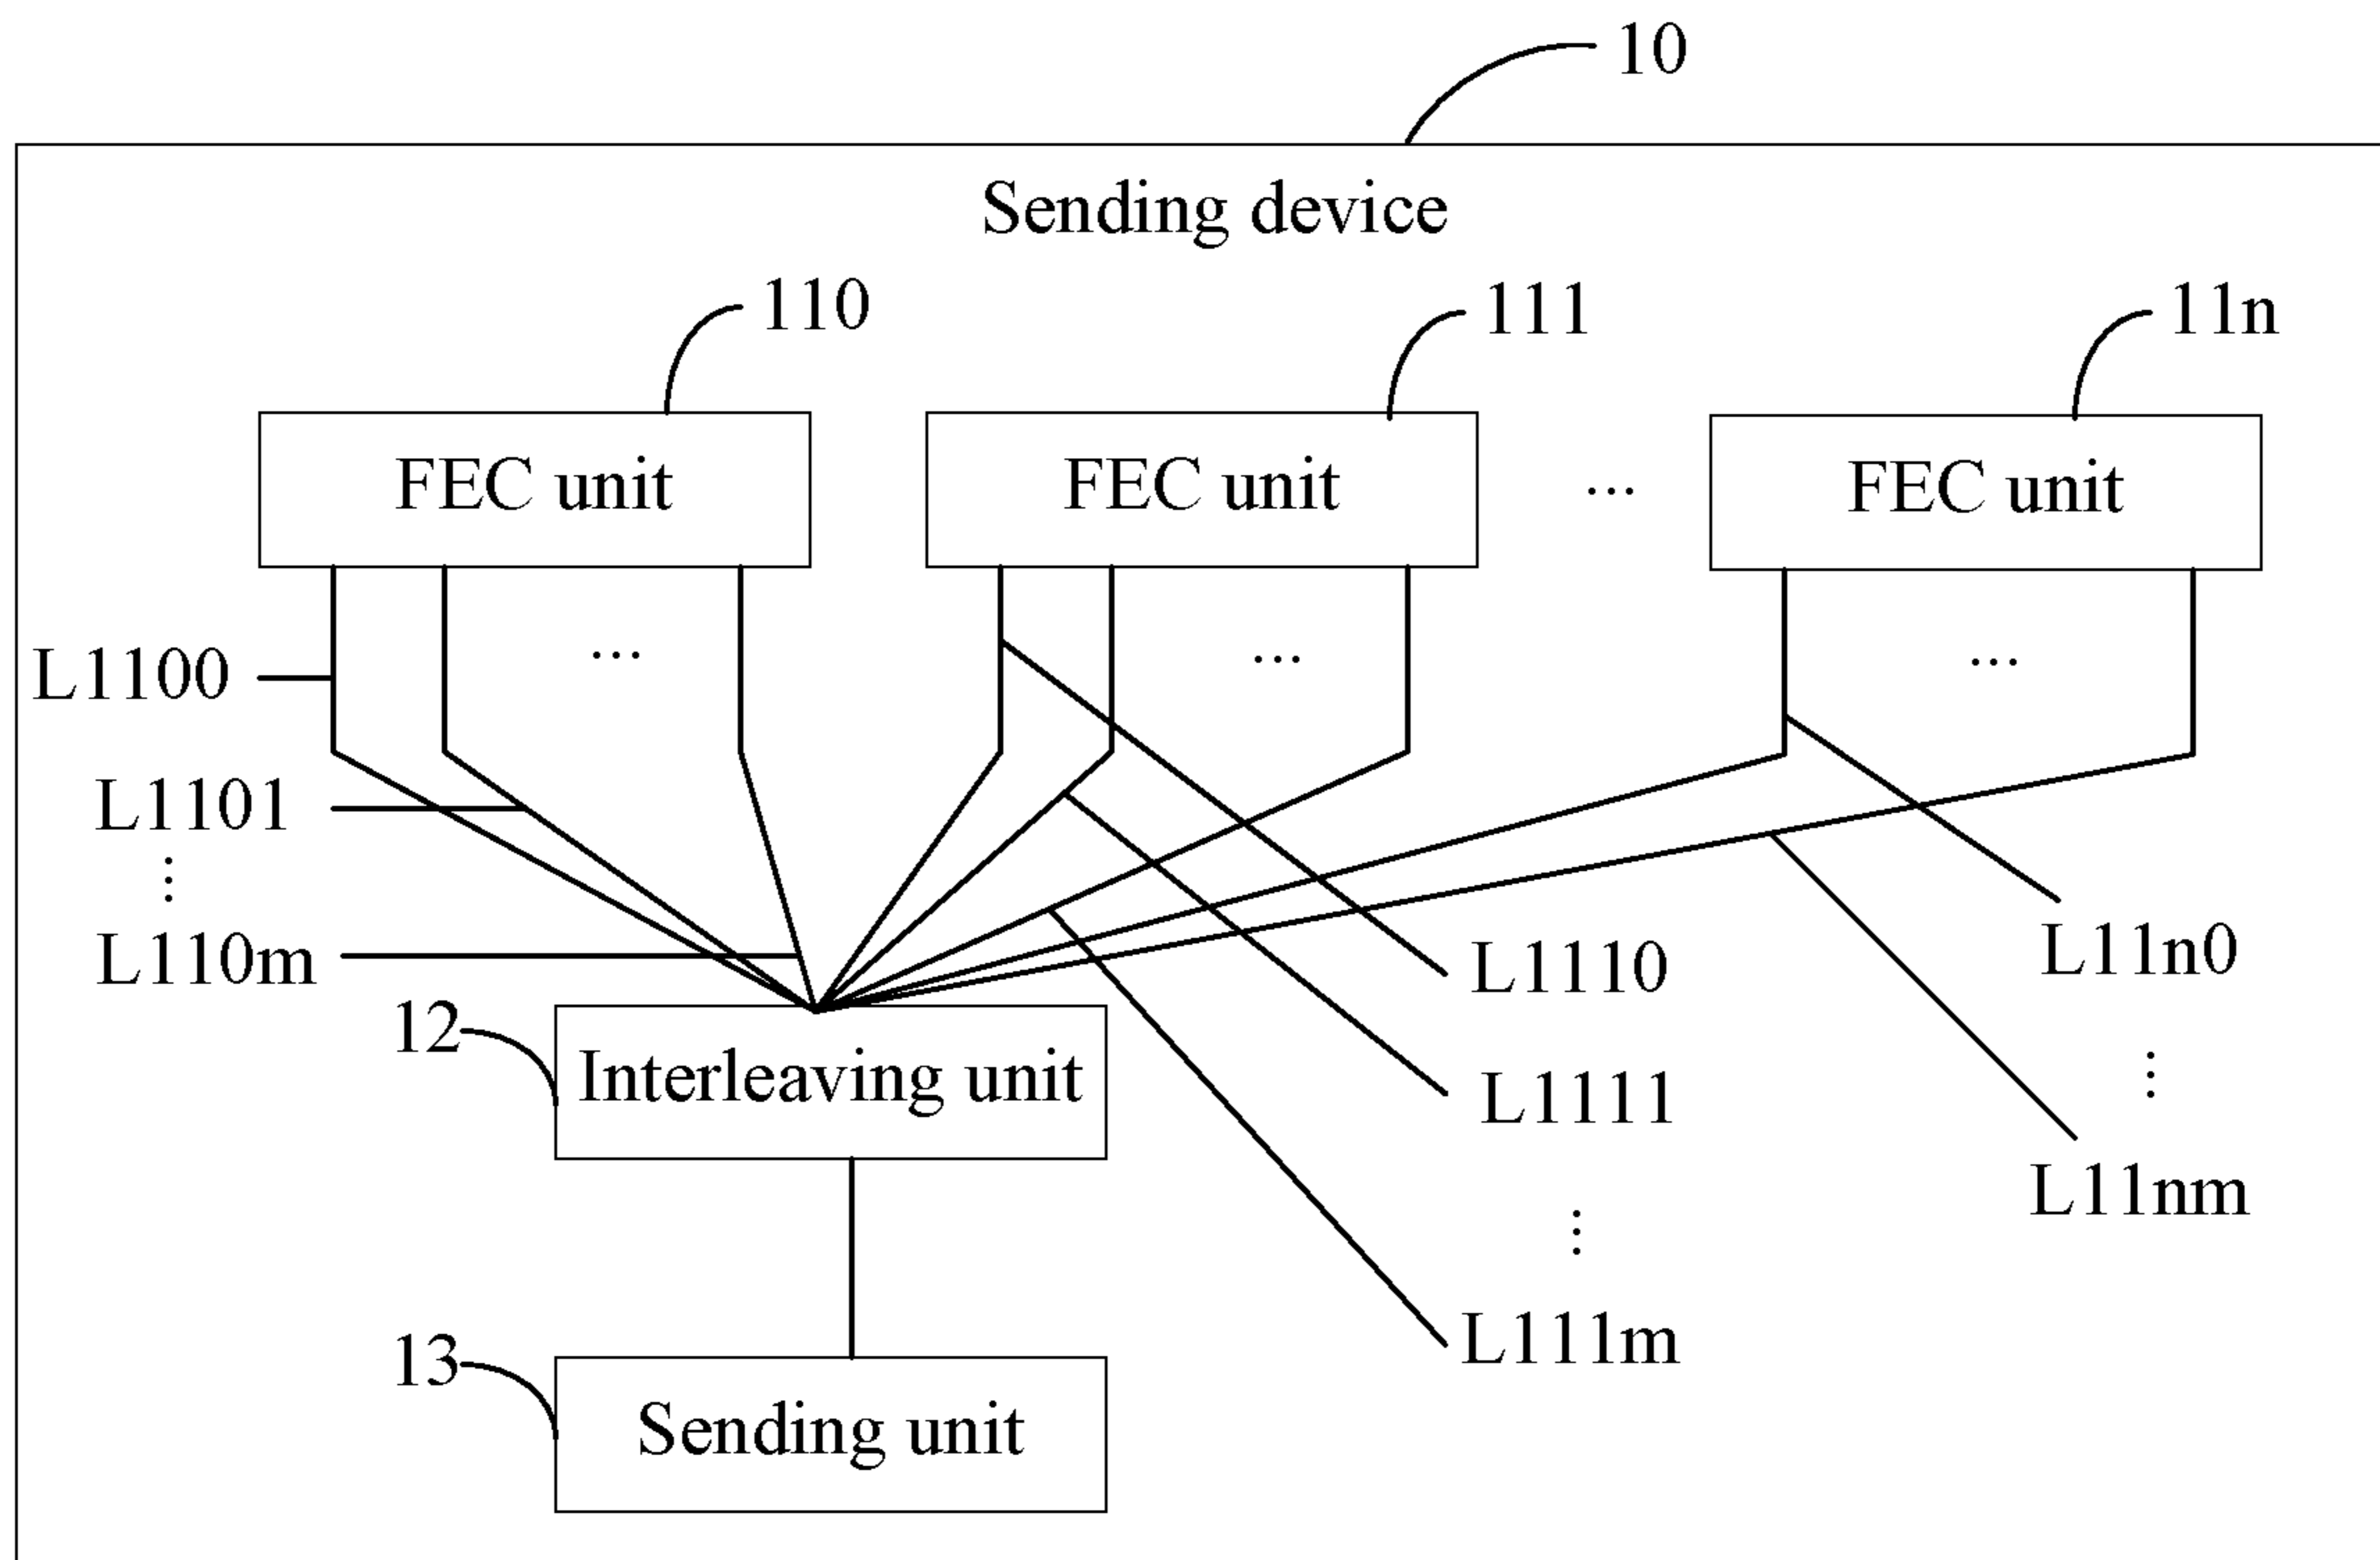 10
Sending device
110
111
11n
FEC unit
FEC unit
...
FEC unit
...
...
...
L1100
L1101
⋮
L110m
L1110
L11n0
12
Interleaving unit
L1111
⋮
L11nm
⋮
L111m
13
Sending unit